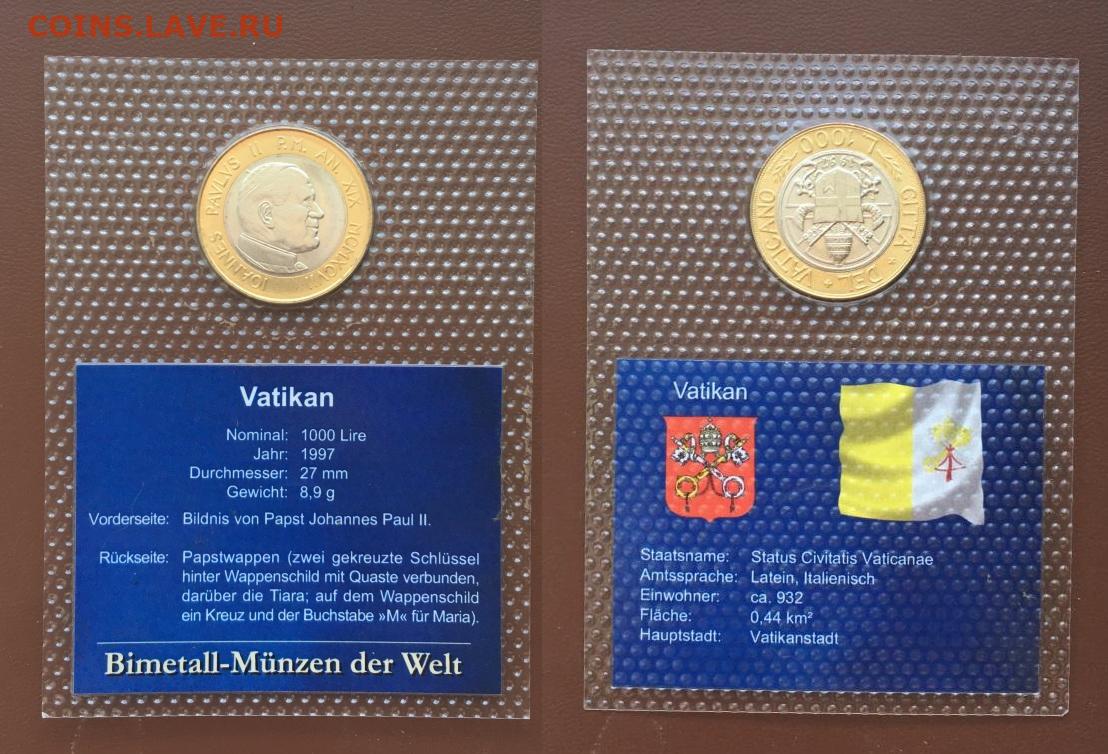 COINS.LAVE.RU
IOANNES PAVLVS II P.M. AN. XIX
Vatikan
Nominal: 1000 Lire
Jahr: 1997
Durchmesser: 27 mm
Gewicht: 8,9 g
Vorderseite: Bildnis von Papst Johannes Paul II.
Rückseite: Papstwappen (zwei gekreuzte Schlüssel
hinter Wappenschild mit Quaste verbunden,
darüber die Tiara; auf dem Wappenschild
ein Kreuz und der Buchstabe »M« für Maria).
Bimetall-Münzen der Welt
CITTA' DEL VATICANO
L.1000
Vatikan
Staatsname: Status Civitatis Vaticanae
Amtssprache: Latein, Italienisch
Einwohner: ca. 932
Fläche: 0,44 km²
Hauptstadt: Vatikanstadt